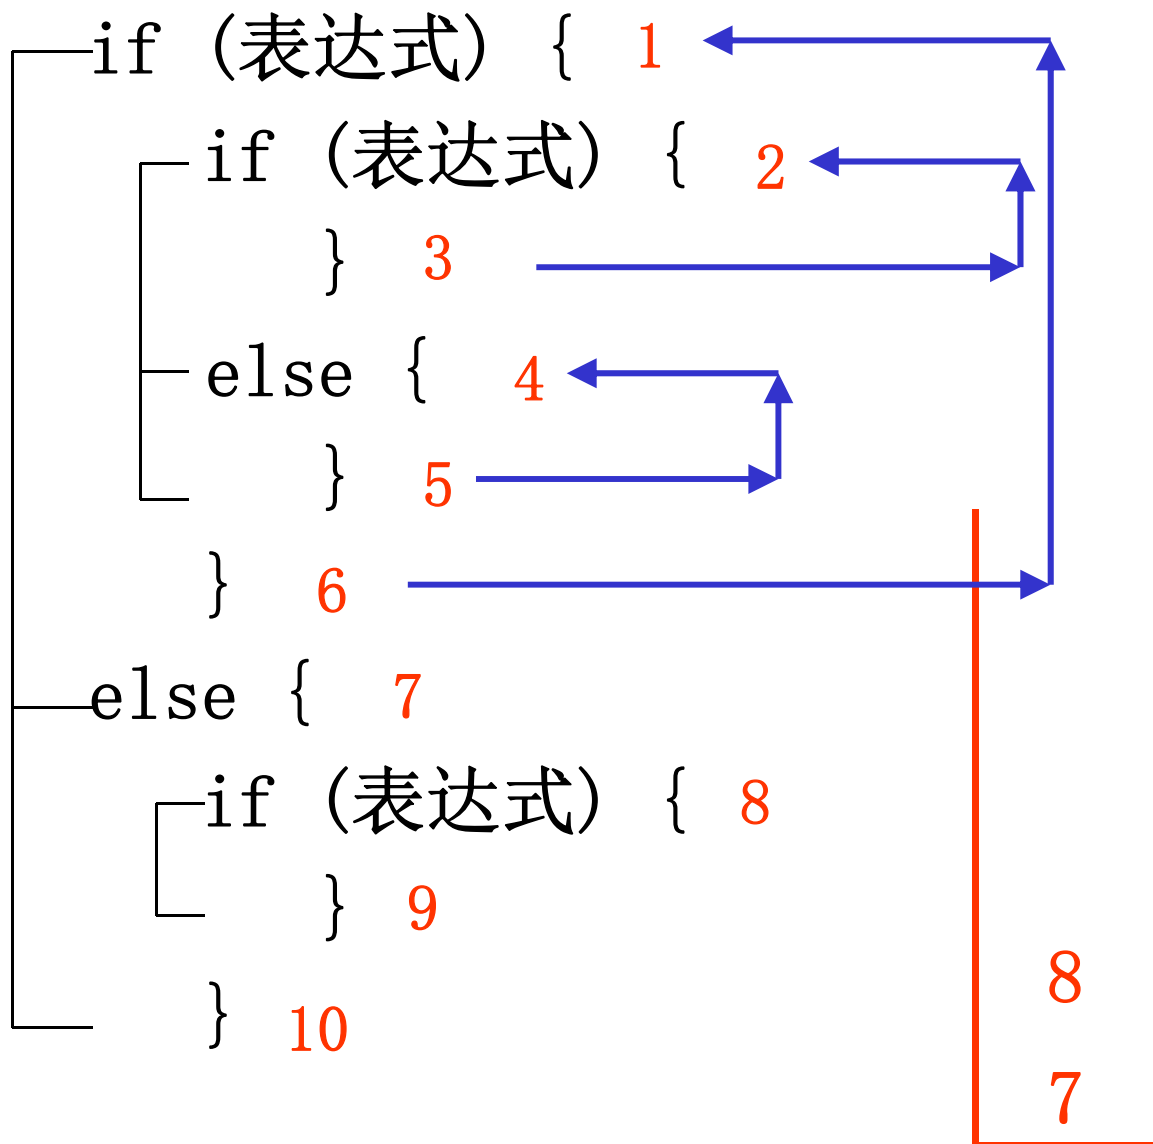 if (表达式) { 1
if (表达式) { 2
} 3
else { 4
} 5
} 6
else { 7
if (表达式) { 8
} 9
} 10
8
7